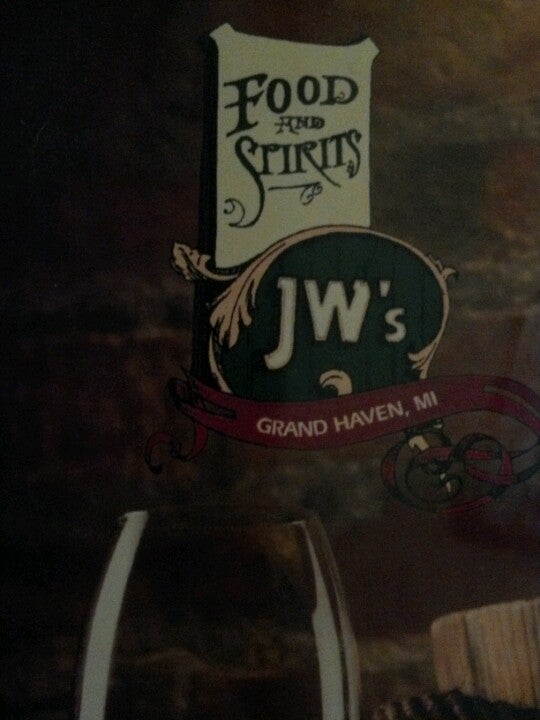 FOOD
AND
SPIRITS
JW's
GRAND HAVEN, MI